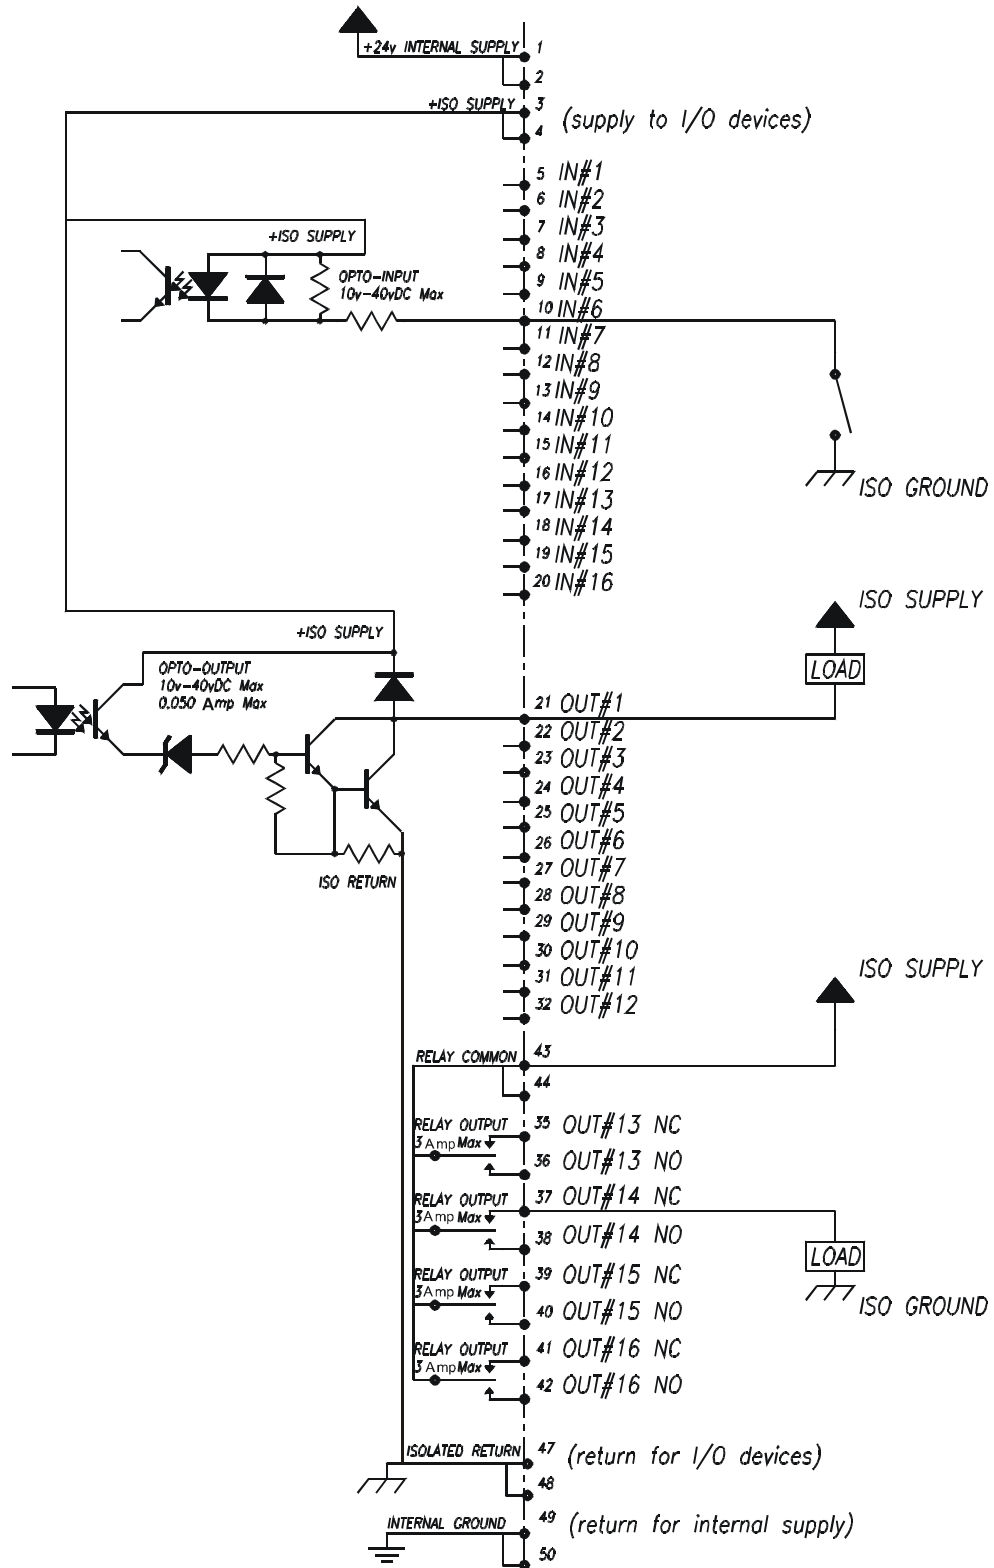 +24v INTERNAL SUPPLY 1
2
+ISO SUPPLY 3
4 (supply to I/O devices)
5 IN#1
6 IN#2
7 IN#3
8 IN#4
9 IN#5
10 IN#6
11 IN#7
12 IN#8
13 IN#9
14 IN#10
15 IN#11
16 IN#12
17 IN#13
18 IN#14
19 IN#15
20 IN#16
+ISO SUPPLY
OPTO-INPUT
10v-40vDC Max
ISO GROUND
ISO SUPPLY
LOAD
+ISO SUPPLY
OPTO-OUTPUT
10v-40vDC Max
0.050 Amp Max
ISO RETURN
21 OUT#1
22 OUT#2
23 OUT#3
24 OUT#4
25 OUT#5
26 OUT#6
27 OUT#7
28 OUT#8
29 OUT#9
30 OUT#10
31 OUT#11
32 OUT#12
ISO SUPPLY
RELAY COMMON 43
44
RELAY OUTPUT
3 Amp Max
35 OUT#13 NC
36 OUT#13 NO
RELAY OUTPUT
3 Amp Max
37 OUT#14 NC
38 OUT#14 NO
LOAD
ISO GROUND
RELAY OUTPUT
3 Amp Max
39 OUT#15 NC
40 OUT#15 NO
RELAY OUTPUT
3 Amp Max
41 OUT#16 NC
42 OUT#16 NO
ISOLATED RETURN 47 (return for I/O devices)
48
INTERNAL GROUND 49 (return for internal supply)
50